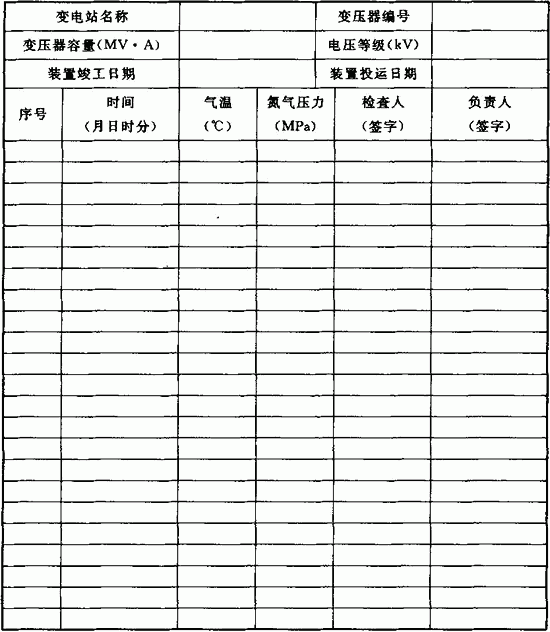 变电站名称 变压器编号
变压器容量(MV·A) 电压等级(kV)
装置竣工日期 装置投运日期
序号 时间(月日时分) 气温(℃) 氮气压力(MPa) 检查人(签字) 负责人(签字)